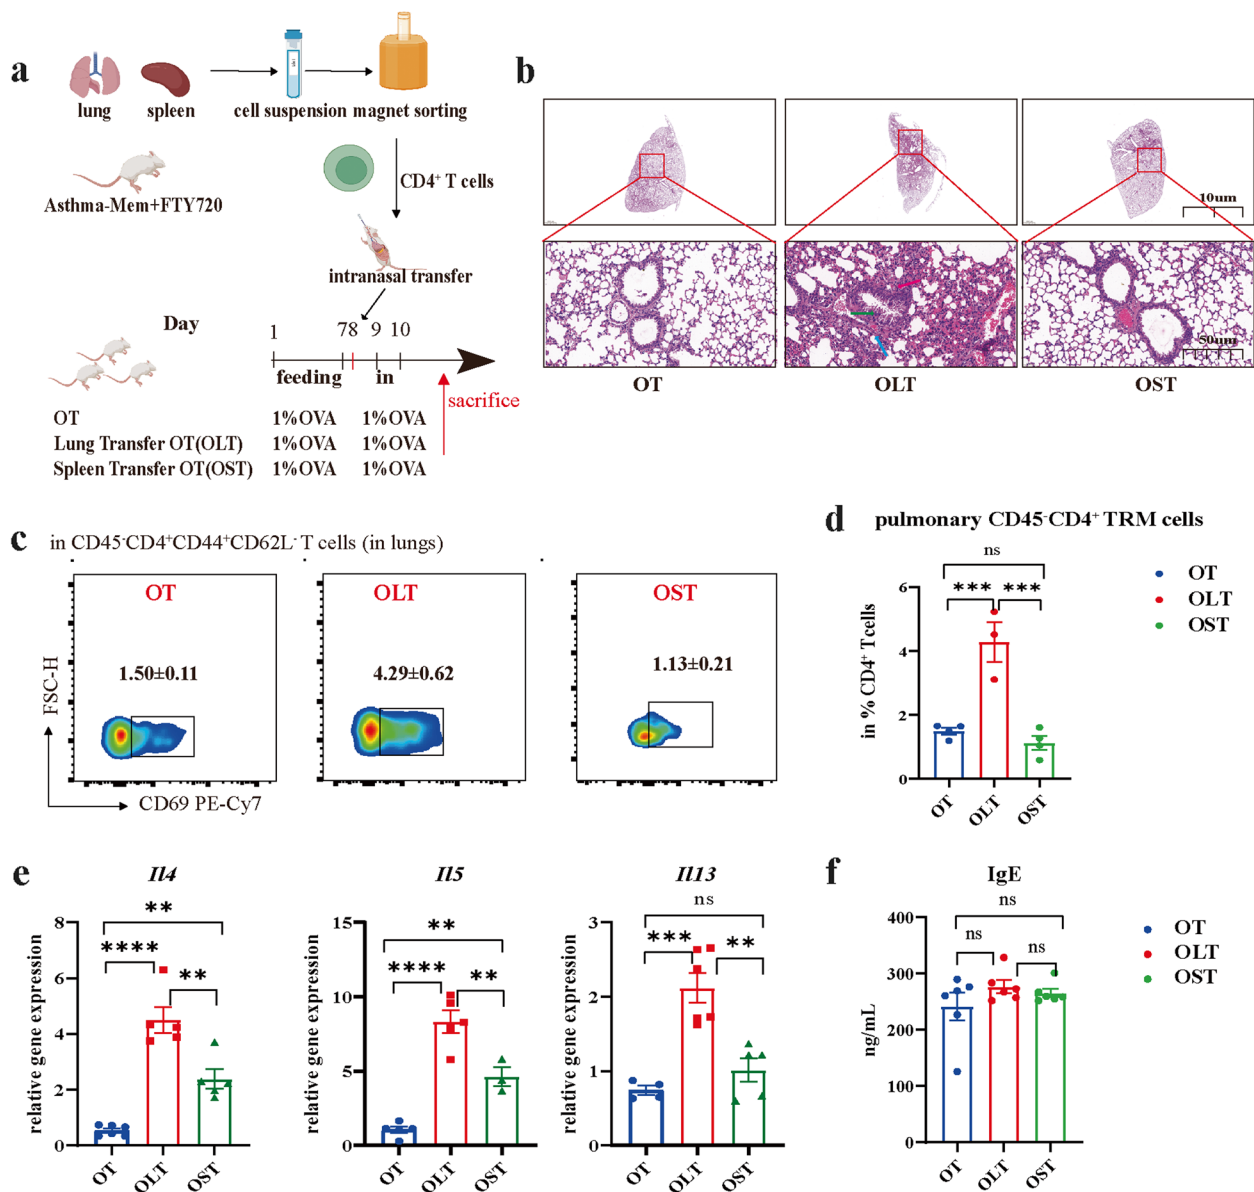 a
lung
spleen
cell suspension
magnet sorting
Asthma-Mem+FTY720
CD4⁺ T cells
intranasal transfer
Day
1
7
8
9
10
feeding
in
sacrifice
OT
1%OVA
1%OVA
Lung Transfer OT(OLT)
1%OVA
1%OVA
Spleen Transfer OT(OST)
1%OVA
1%OVA
b
10um
50um
OT
OLT
OST
c
in CD45⁻CD4⁺CD44⁺CD62L⁻ T cells (in lungs)
OT
OLT
OST
1.50±0.11
4.29±0.62
1.13±0.21
FSC-H
CD69 PE-Cy7
d
pulmonary CD45⁻CD4⁺ TRM cells
ns
***
***
in % CD4⁺ T cells
6
4
2
0
OT
OLT
OST
OT
OLT
OST
e
Il4
**
****
**
relative gene expression
8
6
4
2
0
OT
OLT
OST
Il5
**
****
**
relative gene expression
15
10
5
0
OT
OLT
OST
Il13
ns
***
**
relative gene expression
3
2
1
0
OT
OLT
OST
f
IgE
ns
ns
ns
ng/mL
400
300
200
100
0
OT
OLT
OST
OT
OLT
OST